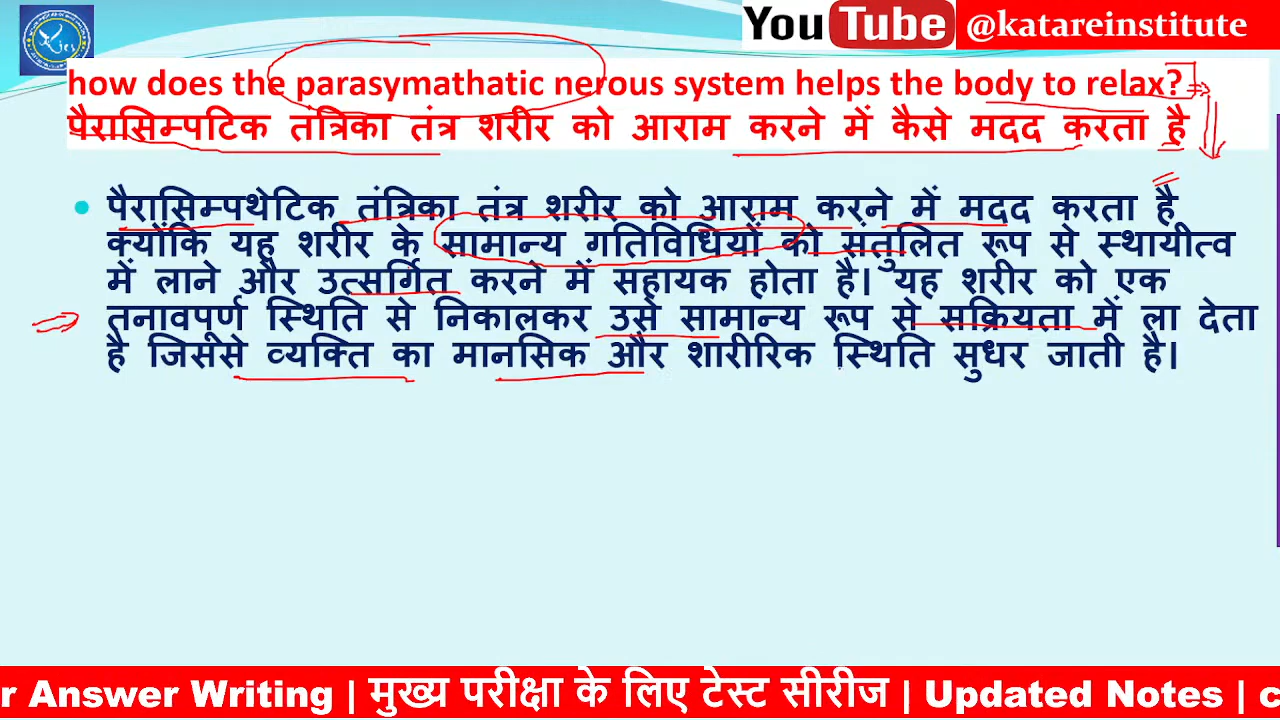 YouTube @katareinstitute
how does the parasymathatic nerous system helps the body to relax?
पैरासिम्पटिक तंत्रिका तंत्र शरीर को आराम करने में कैसे मदद करता है
• पैरासिम्पथेटिक तंत्रिका तंत्र शरीर को आराम करने में मदद करता है
क्योंकि यह शरीर के सामान्य गतिविधियों को संतुलित रूप से स्थायीत्व
में लाने और उत्सर्गित करने में सहायक होता है। यह शरीर को एक
तनावपूर्ण स्थिति से निकालकर उसे सामान्य रूप से सक्रियता में ला देता
है जिससे व्यक्ति का मानसिक और शारीरिक स्थिति सुधर जाती है।
r Answer Writing | मुख्य परीक्षा के लिए टेस्ट सीरीज | Updated Notes | c